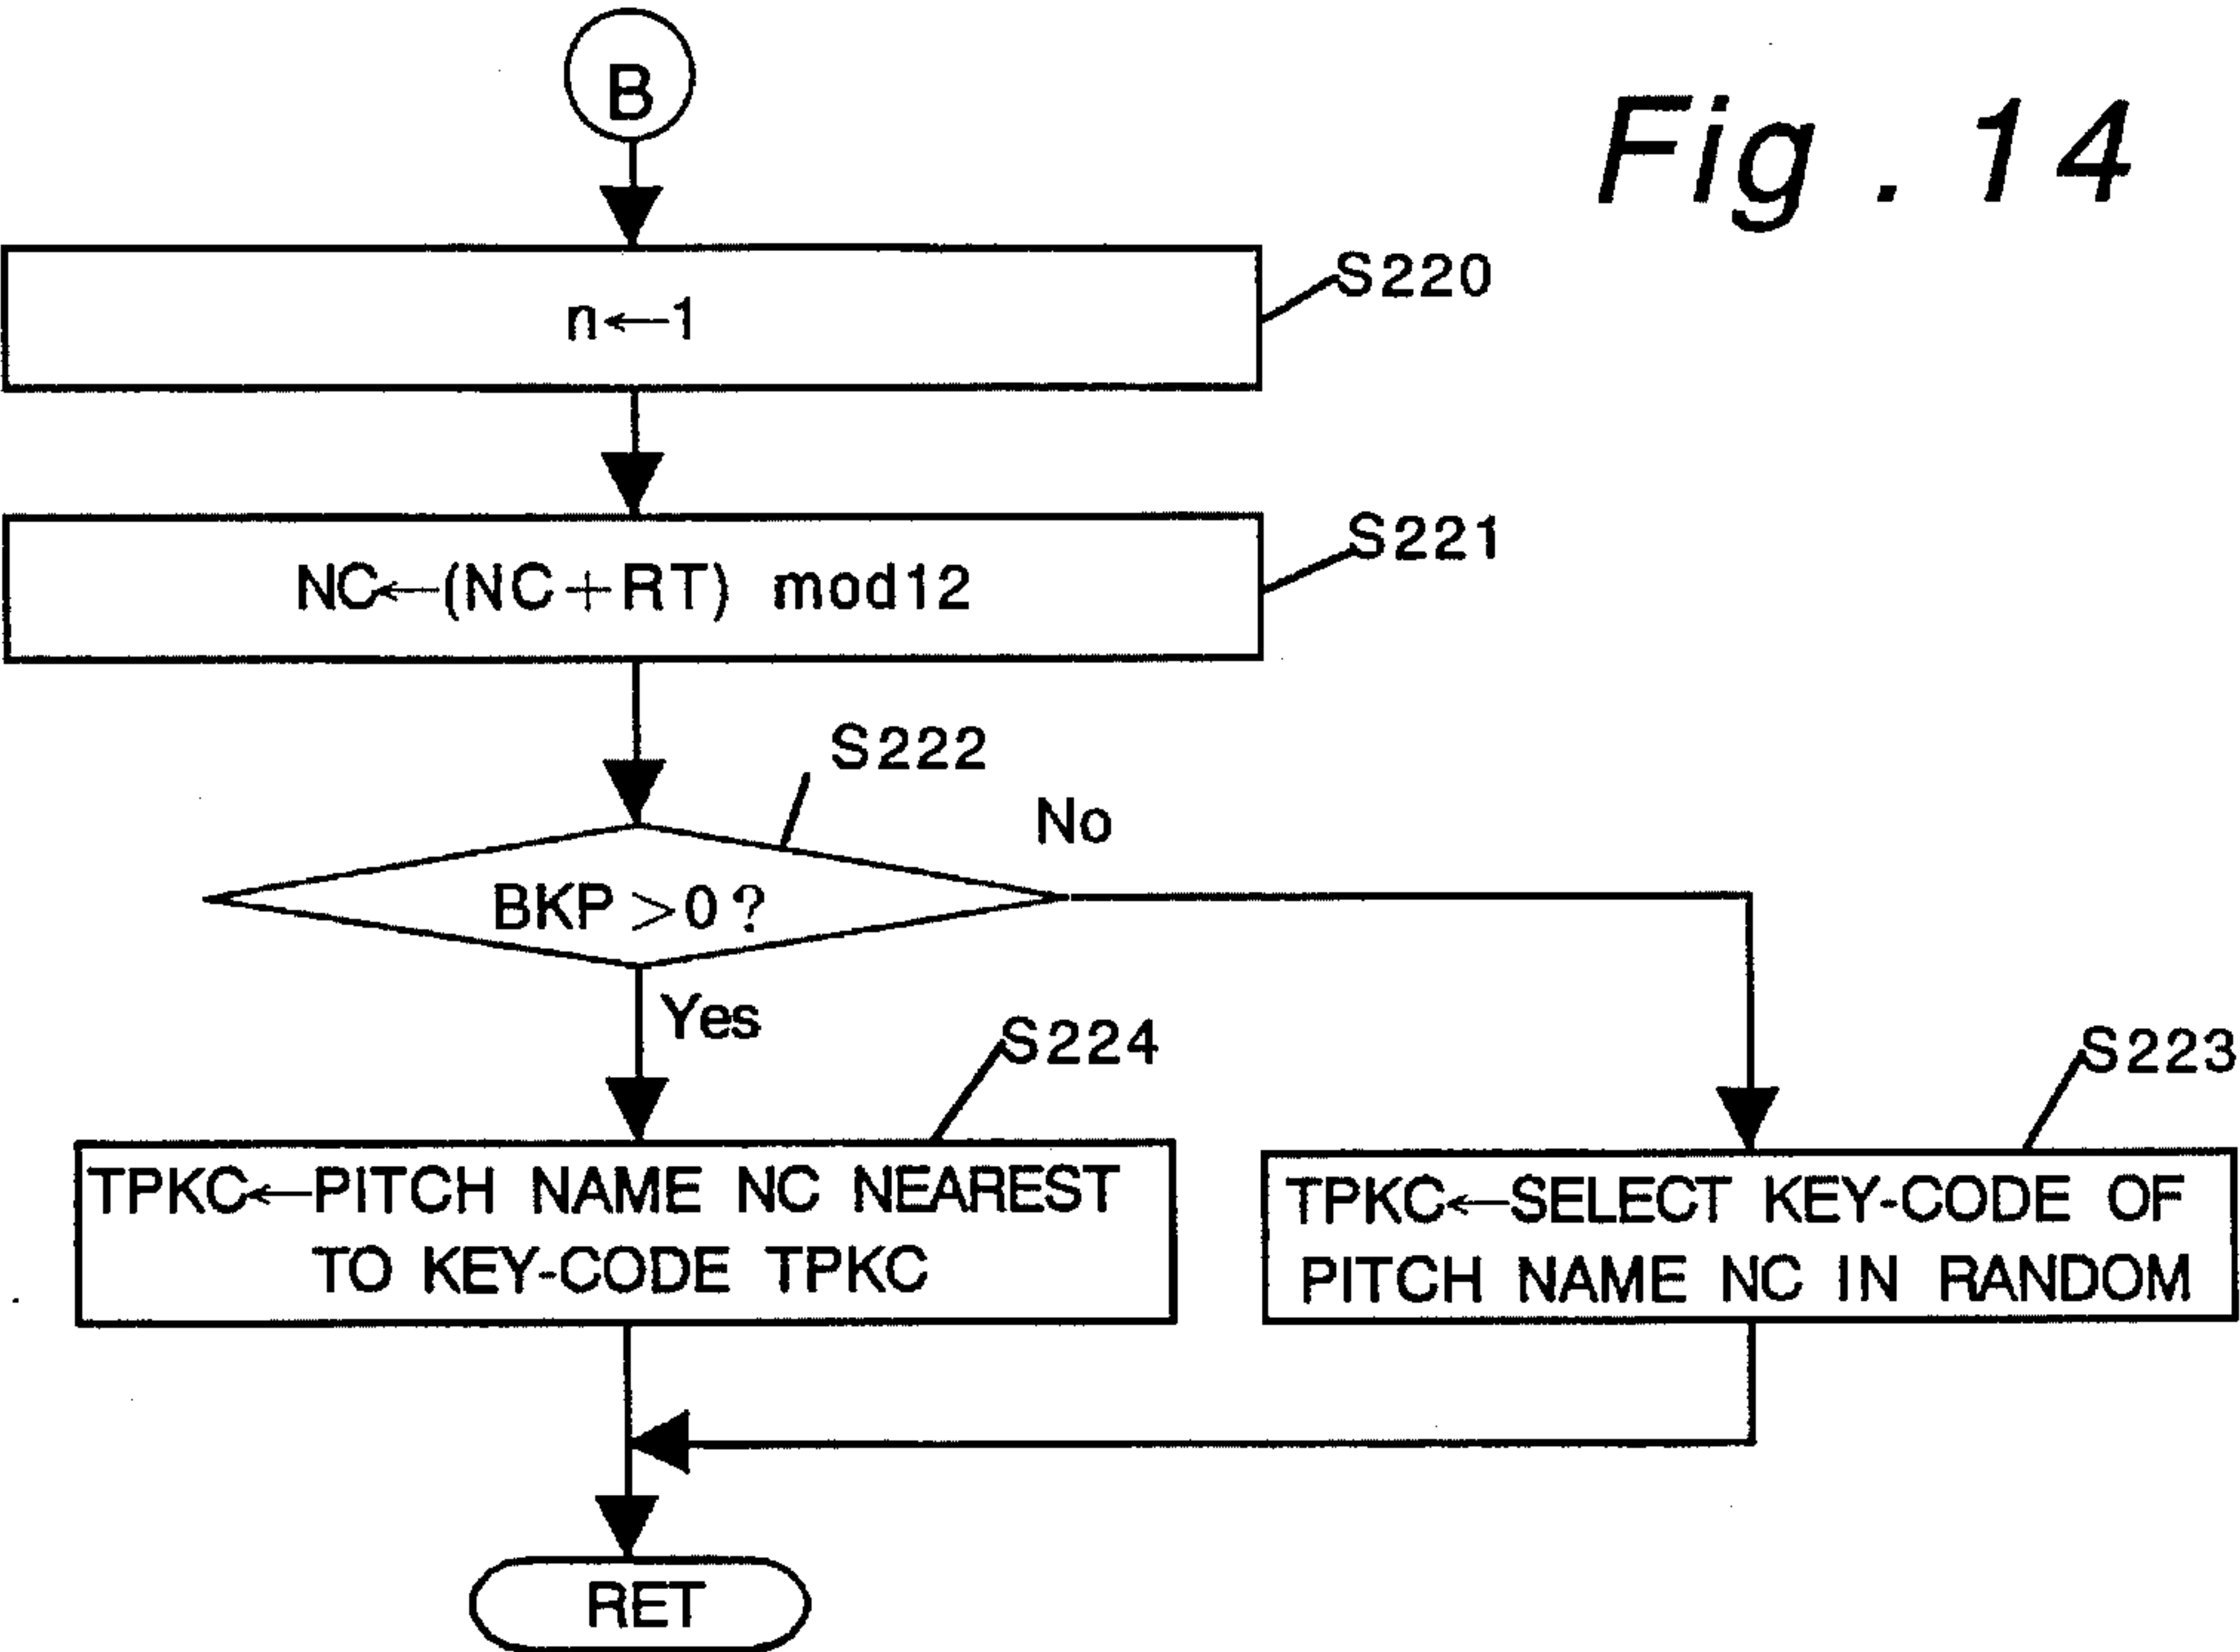 B
Fig. 14
S220
n←1
S221
NC←(NC+RT) mod12
S222
No
BKP>0?
Yes
S224
S223
TPKC←PITCH NAME NC NEAREST
TO KEY-CODE TPKC
TPKC←SELECT KEY-CODE OF
PITCH NAME NC IN RANDOM
RET